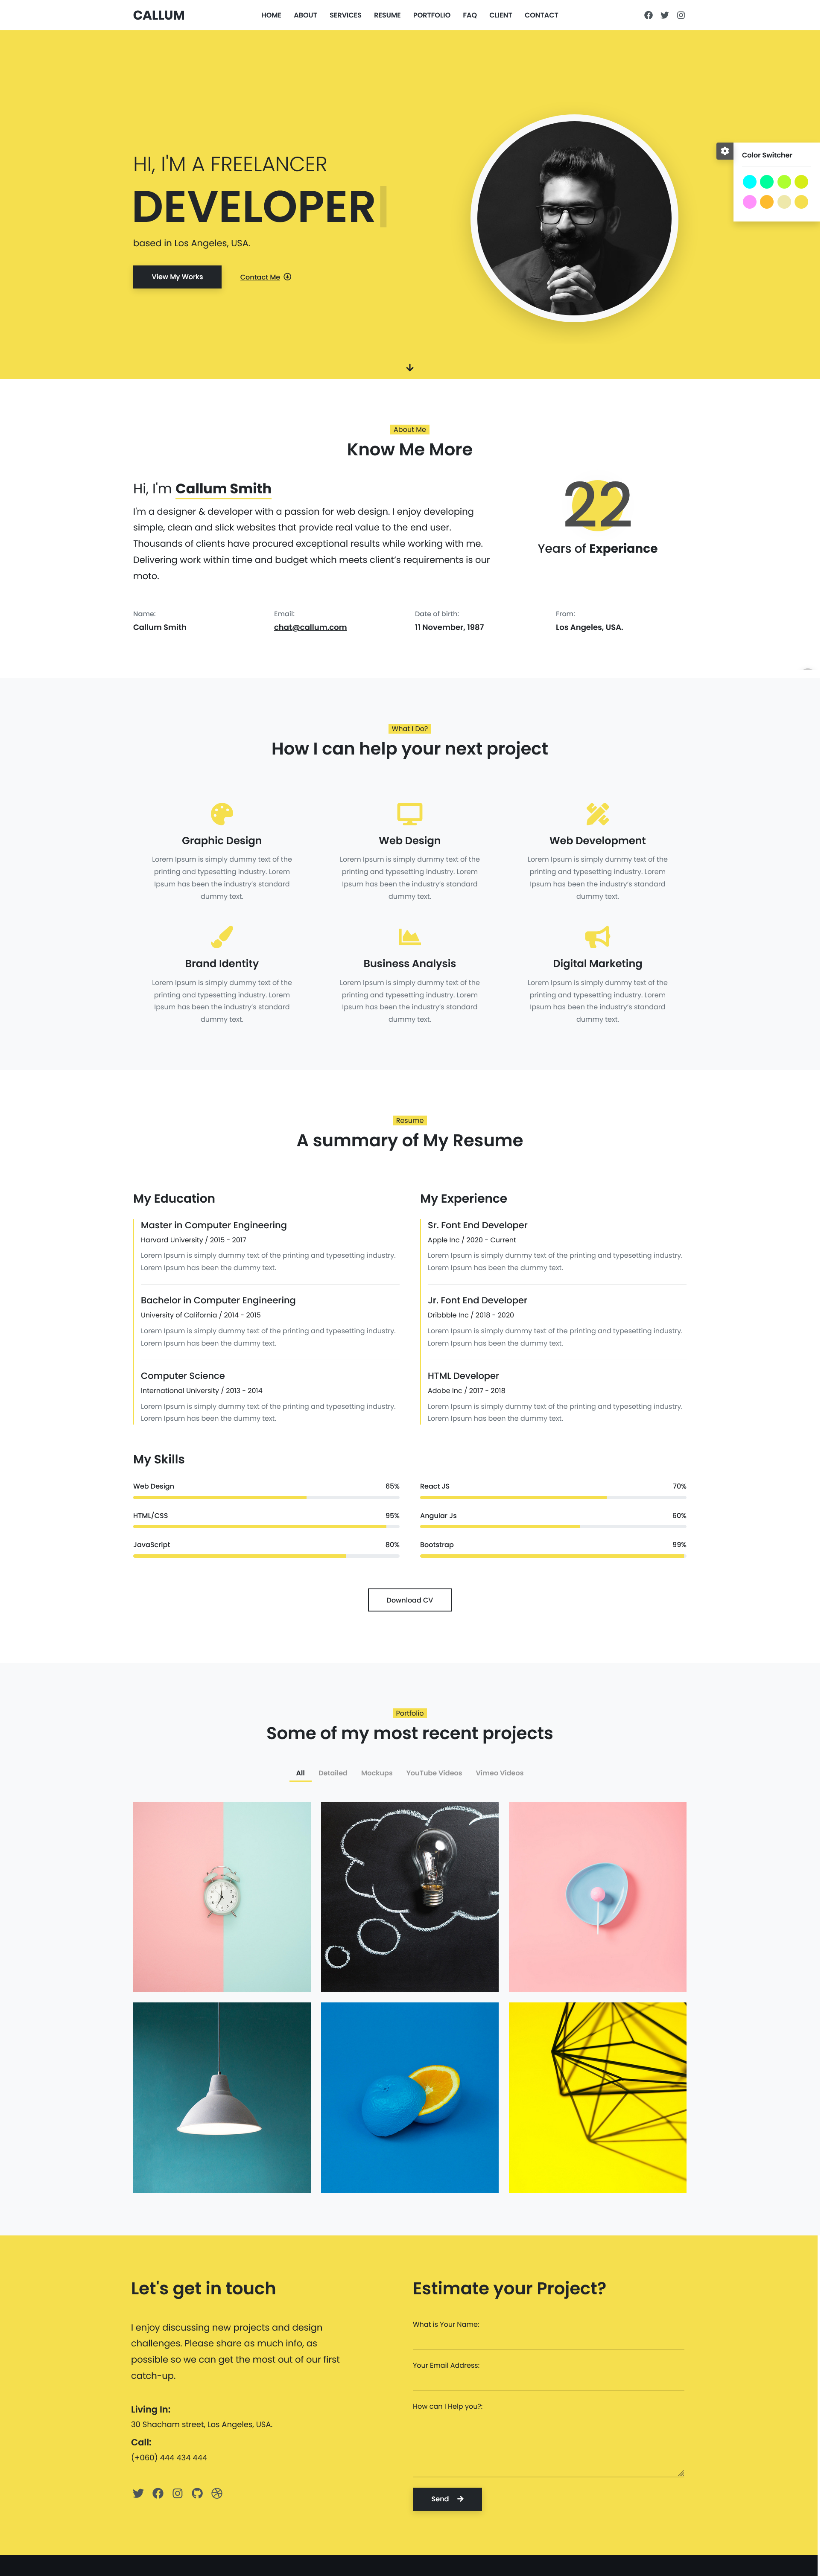 CALLUM
HOME ABOUT SERVICES RESUME PORTFOLIO FAQ CLIENT CONTACT
Color Switcher
HI, I'M A FREELANCER
DEVELOPER
based in Los Angeles, USA.
View My Works
Contact Me
About Me
Know Me More
Hi, I'm Callum Smith
I'm a designer & developer with a passion for web design. I enjoy developing
simple, clean and slick websites that provide real value to the end user.
Thousands of clients have procured exceptional results while working with me.
Delivering work within time and budget which meets client's requirements is our
moto.
22
Years of Experiance
Name:
Callum Smith
Email:
chat@callum.com
Date of birth:
11 November, 1987
From:
Los Angeles, USA.
What I Do?
How I can help your next project
Graphic Design
Lorem Ipsum is simply dummy text of the
printing and typesetting industry. Lorem
Ipsum has been the industry's standard
dummy text.
Web Design
Lorem Ipsum is simply dummy text of the
printing and typesetting industry. Lorem
Ipsum has been the industry's standard
dummy text.
Web Development
Lorem Ipsum is simply dummy text of the
printing and typesetting industry. Lorem
Ipsum has been the industry's standard
dummy text.
Brand Identity
Lorem Ipsum is simply dummy text of the
printing and typesetting industry. Lorem
Ipsum has been the industry's standard
dummy text.
Business Analysis
Lorem Ipsum is simply dummy text of the
printing and typesetting industry. Lorem
Ipsum has been the industry's standard
dummy text.
Digital Marketing
Lorem Ipsum is simply dummy text of the
printing and typesetting industry. Lorem
Ipsum has been the industry's standard
dummy text.
Resume
A summary of My Resume
My Education
Master in Computer Engineering
Harvard University / 2015 - 2017
Lorem Ipsum is simply dummy text of the printing and typesetting industry.
Lorem Ipsum has been the dummy text.
Bachelor in Computer Engineering
University of California / 2014 - 2015
Lorem Ipsum is simply dummy text of the printing and typesetting industry.
Lorem Ipsum has been the dummy text.
Computer Science
International University / 2013 - 2014
Lorem Ipsum is simply dummy text of the printing and typesetting industry.
Lorem Ipsum has been the dummy text.
My Experience
Sr. Font End Developer
Apple Inc / 2020 - Current
Lorem Ipsum is simply dummy text of the printing and typesetting industry.
Lorem Ipsum has been the dummy text.
Jr. Font End Developer
Dribbble Inc / 2018 - 2020
Lorem Ipsum is simply dummy text of the printing and typesetting industry.
Lorem Ipsum has been the dummy text.
HTML Developer
Adobe Inc / 2017 - 2018
Lorem Ipsum is simply dummy text of the printing and typesetting industry.
Lorem Ipsum has been the dummy text.
My Skills
Web Design 65%
HTML/CSS 95%
JavaScript 80%
React JS 70%
Angular Js 60%
Bootstrap 99%
Download CV
Portfolio
Some of my most recent projects
All Detailed Mockups YouTube Videos Vimeo Videos
Let's get in touch
I enjoy discussing new projects and design
challenges. Please share as much info, as
possible so we can get the most out of our first
catch-up.
Living In:
30 Shacham street, Los Angeles, USA.
Call:
(+060) 444 434 444
Estimate your Project?
What is Your Name:
Your Email Address:
How can I Help you?:
Send